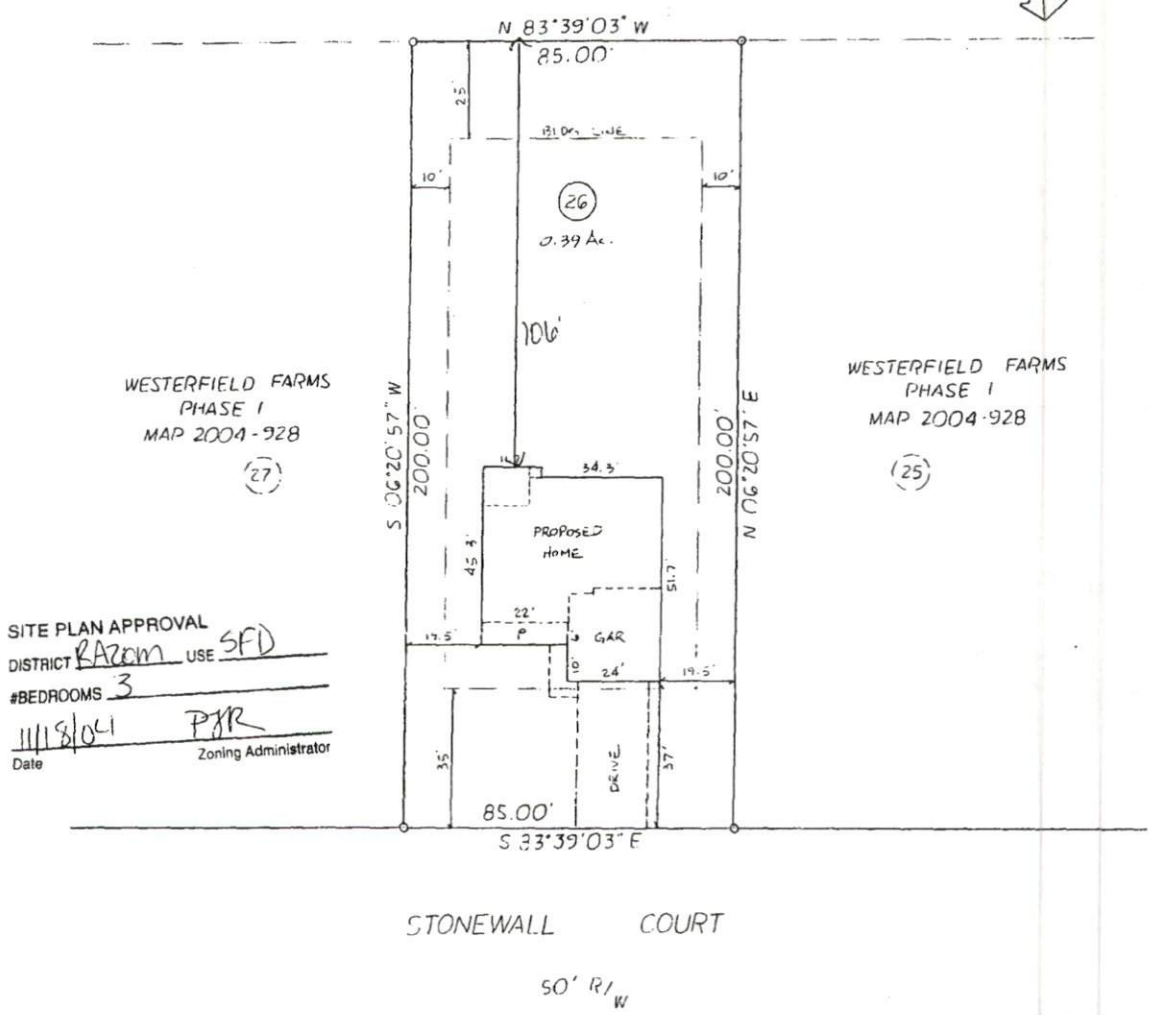 N 83°39'03" W
85.00'
25'
BLDG. LINE
10'
10'
26
0.39 Ac.
106'
WESTERFIELD FARMS
PHASE 1
MAP 2004-928
27
WESTERFIELD FARMS
PHASE 1
MAP 2004-928
25
S 06°20'57" W
200.00'
N 06°20'57" E
200.00'
34.3'
PROPOSED
HOME
45.3'
51.7'
22'
P
GAR
6'
10'
24'
19.5'
19.5'
SITE PLAN APPROVAL
DISTRICT RA20M USE SFD
#BEDROOMS 3
11/18/04 PJR
Date Zoning Administrator
35'
DRIVE
37'
85.00'
S 83°39'03" E
STONEWALL COURT
50' R/W